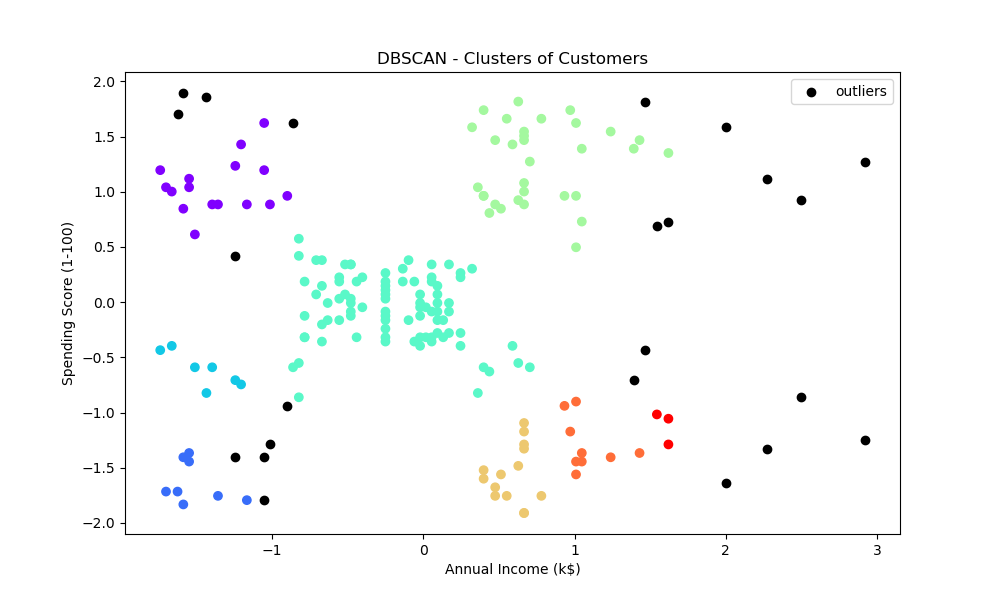 DBSCAN - Clusters of Customers
outliers
2.0
1.5
1.0
0.5
0.0
−0.5
−1.0
−1.5
−2.0
Spending Score (1-100)
−1 0 1 2 3
Annual Income (k$)